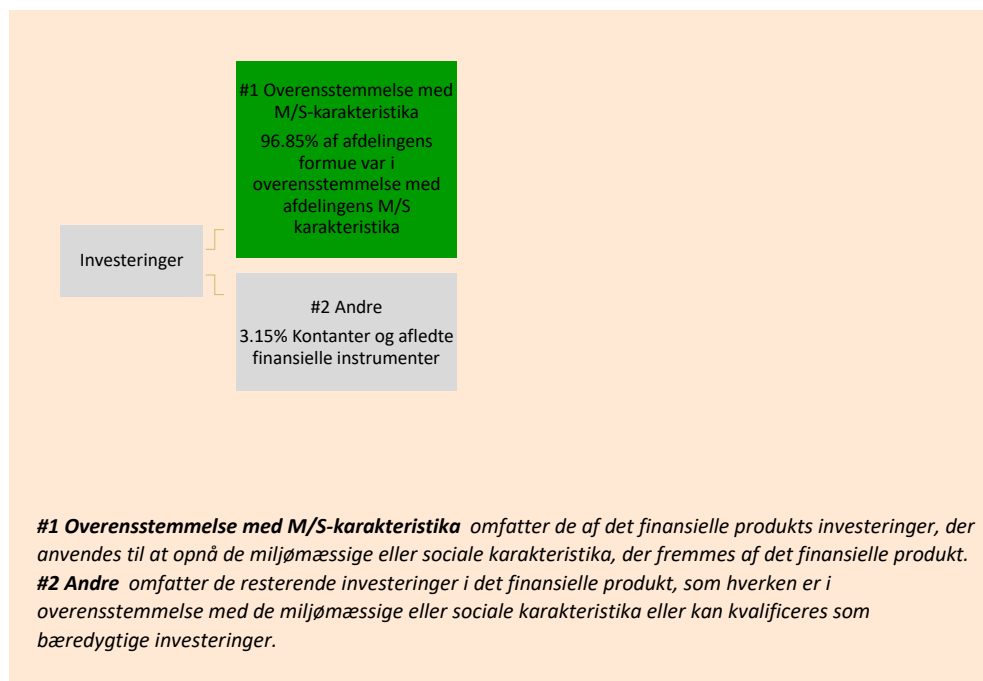 #1 Overensstemmelse med
M/S-karakteristika
96.85% af afdelingens
formue var i
overensstemmelse med
afdelingens M/S
karakteristika
Investeringer
#2 Andre
3.15% Kontanter og afledte
finansielle instrumenter
#1 Overensstemmelse med M/S-karakteristika omfatter de af det finansielle produkts investeringer, der
anvendes til at opnå de miljømæssige eller sociale karakteristika, der fremmes af det finansielle produkt.
#2 Andre omfatter de resterende investeringer i det finansielle produkt, som hverken er i
overensstemmelse med de miljømæssige eller sociale karakteristika eller kan kvalificeres som
bæredygtige investeringer.